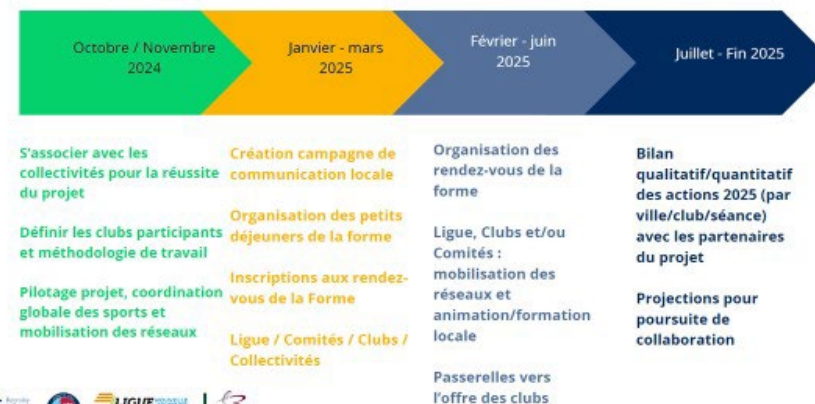 Octobre / Novembre
2024
Janvier - mars
2025
Février - juin
2025
Juillet - Fin 2025
S'associer avec les
collectivités pour la réussite
du projet
Définir les clubs participants
et méthodologie de travail
Pilotage projet, coordination
globale des sports et
mobilisation des réseaux
Création campagne de
communication locale
Organisation des petits
déjeuners de la forme
Inscriptions aux rendez-
vous de la Forme
Ligue / Comités / Clubs /
Collectivités
Organisation des
rendez-vous de la
forme
Ligue, Clubs et/ou
Comités :
mobilisation des
réseaux et
animation/formation
locale
Passerelles vers
l'offre des clubs
Bilan
qualitatif/quantitatif
des actions 2025 (par
ville/club/séance)
avec les partenaires
du projet
Projections pour
poursuite de
collaboration
LIGUE NOUVELLE